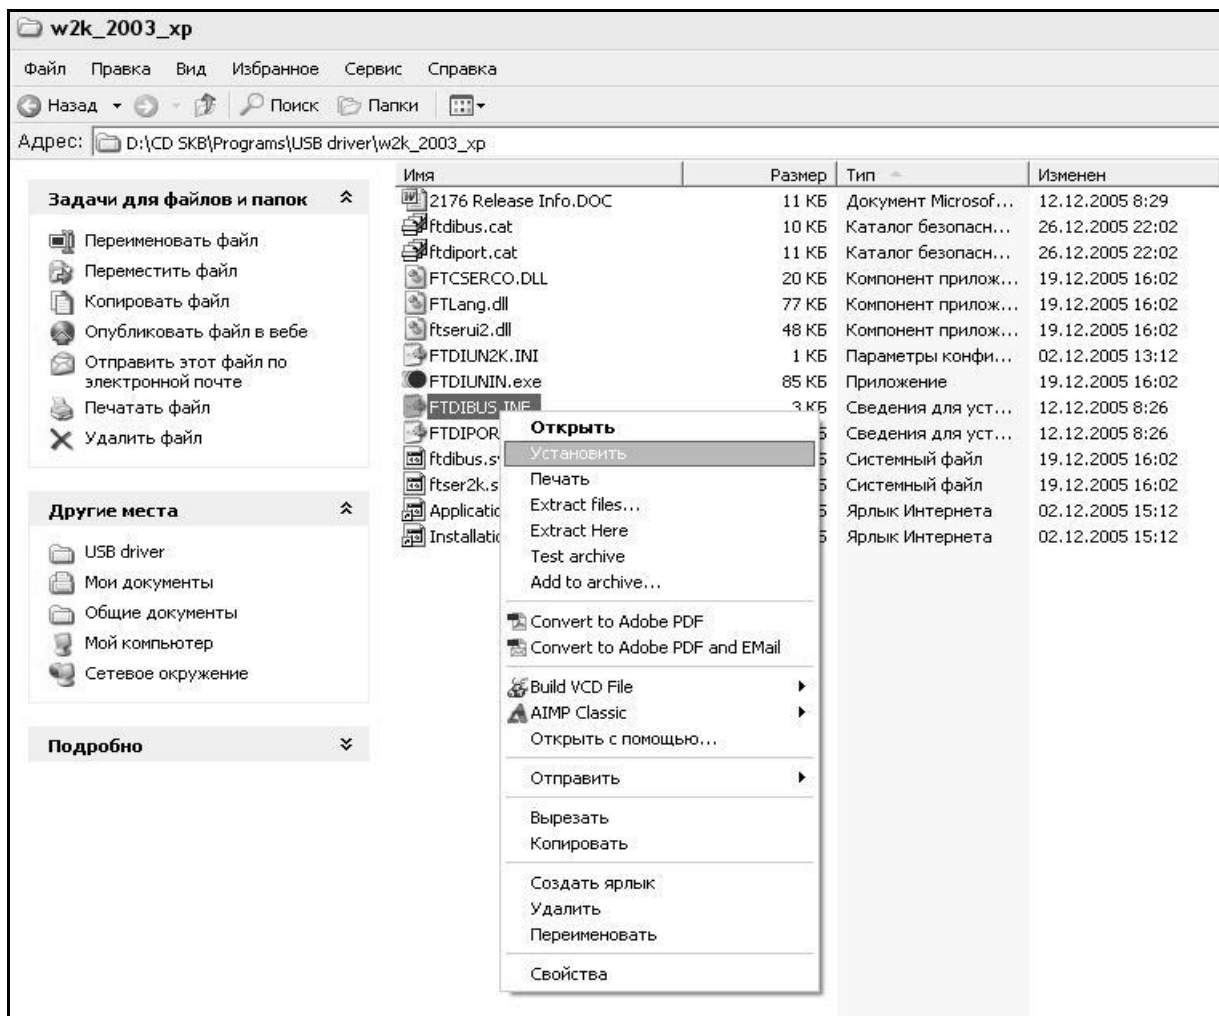 w2k_2003_xp
Файл Правка Вид Избранное Сервис Справка
Назад Поиск Папки
Адрес: D:\CD SKB\Programs\USB driver\w2k_2003_xp
Задачи для файлов и папок
Переименовать файл
Переместить файл
Копировать файл
Опубликовать файл в вебе
Отправить этот файл по
электронной почте
Печатать файл
Удалить файл
Другие места
USB driver
Мои документы
Общие документы
Мой компьютер
Сетевое окружение
Подробно
Имя Размер Тип Изменен
2176 Release Info.DOC 11 КБ Документ Microsof... 12.12.2005 8:29
ftdibus.cat 10 КБ Каталог безопасн... 26.12.2005 22:02
ftdiport.cat 11 КБ Каталог безопасн... 26.12.2005 22:02
FTCSERCO.DLL 20 КБ Компонент прилож... 19.12.2005 16:02
FTLang.dll 77 КБ Компонент прилож... 19.12.2005 16:02
ftserui2.dll 48 КБ Компонент прилож... 19.12.2005 16:02
FTDIUN2K.INI 1 КБ Параметры конфи... 02.12.2005 13:12
FTDIUNIN.exe 85 КБ Приложение 19.12.2005 16:02
FTDIBUS.INF 3 КБ Сведения для уст... 12.12.2005 8:26
FTDIPOR Сведения для уст... 12.12.2005 8:26
ftdibus.s Системный файл 19.12.2005 16:02
ftser2k.s Системный файл 19.12.2005 16:02
Applicatio Ярлык Интернета 02.12.2005 15:12
Installatio Ярлык Интернета 02.12.2005 15:12
Открыть
Установить
Печать
Extract files...
Extract Here
Test archive
Add to archive...
Convert to Adobe PDF
Convert to Adobe PDF and EMail
Build VCD File
AIMP Classic
Открыть с помощью...
Отправить
Вырезать
Копировать
Создать ярлык
Удалить
Переименовать
Свойства